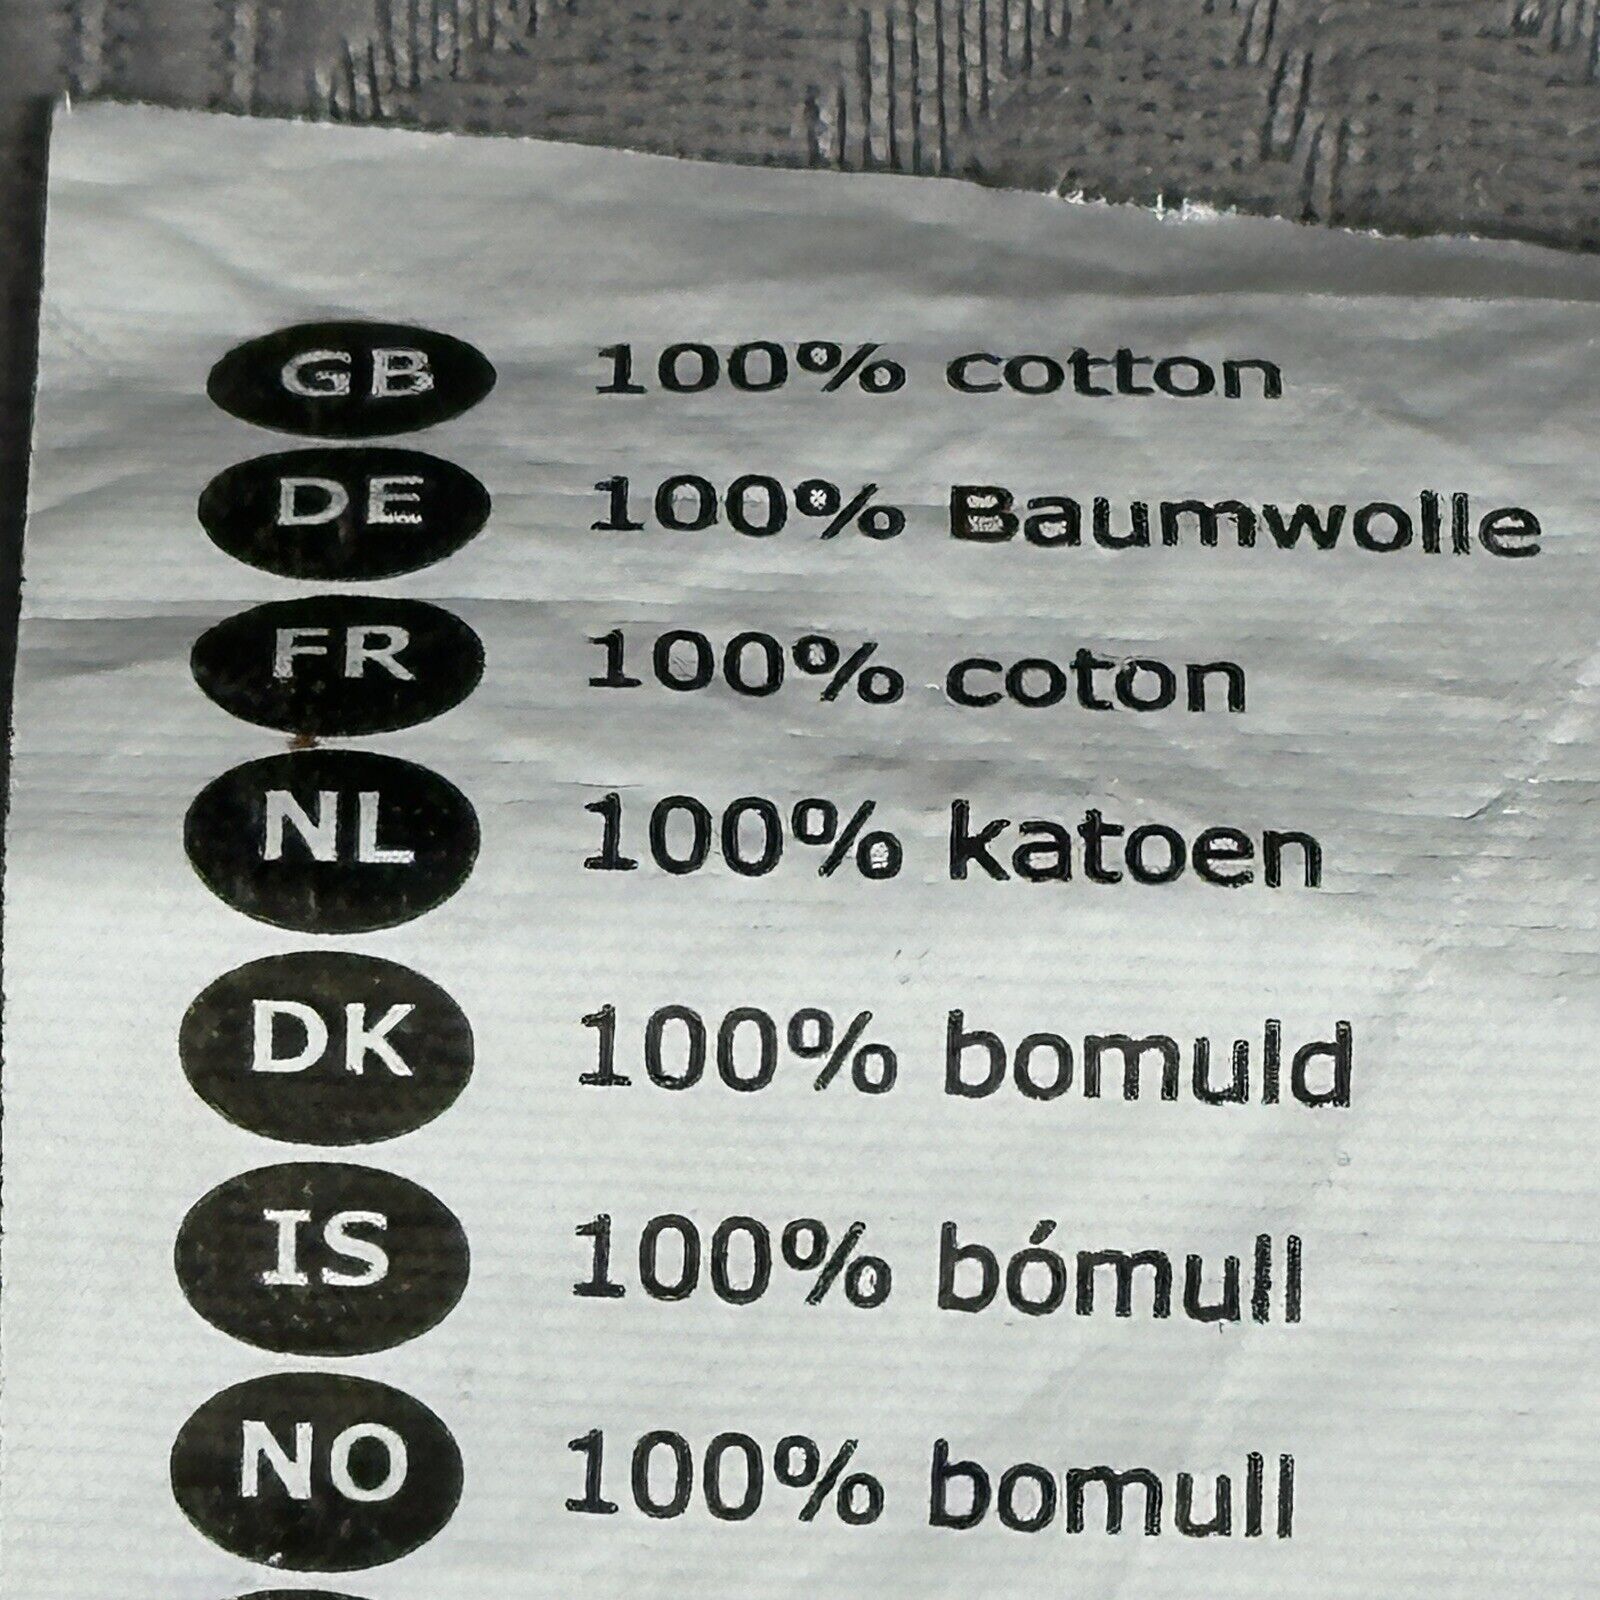 GB 100% cotton
DE 100% Baumwolle
FR 100% coton
NL 100% katoen
DK 100% bomuld
IS 100% bómull
NO 100% bomull